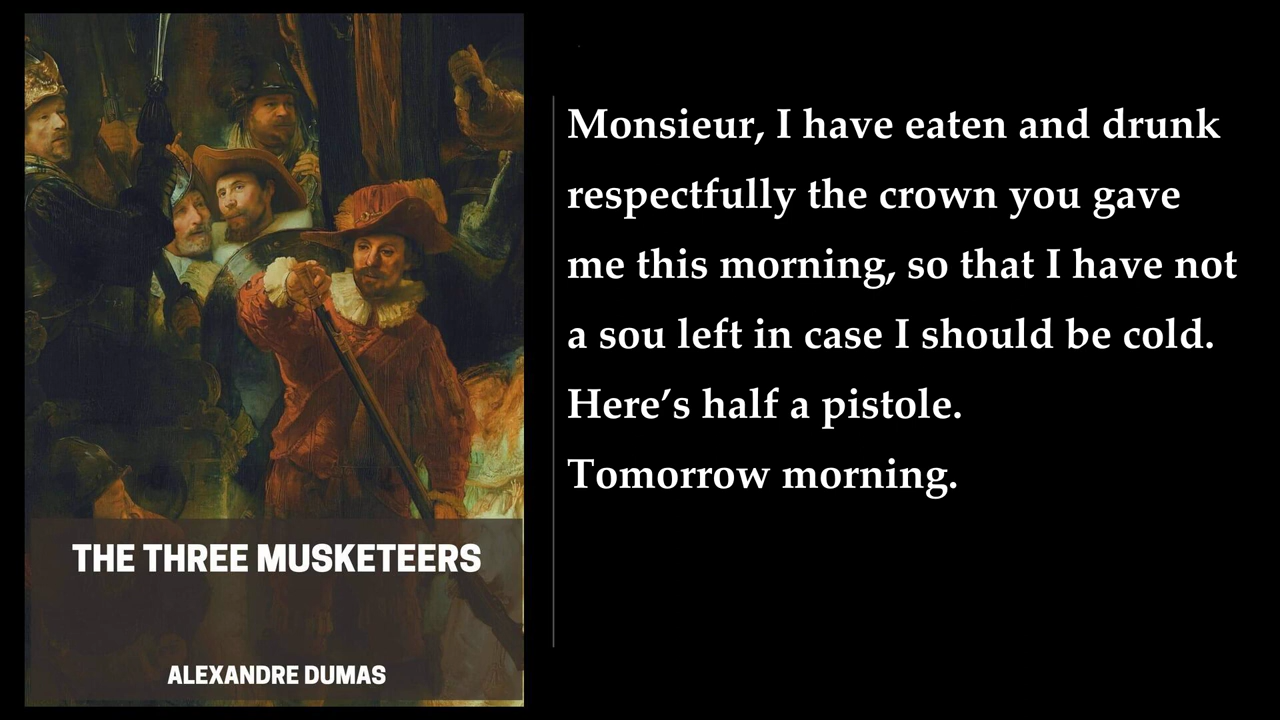 THE THREE MUSKETEERS
ALEXANDRE DUMAS
Monsieur, I have eaten and drunk
respectfully the crown you gave
me this morning, so that I have not
a sou left in case I should be cold.
Here’s half a pistole.
Tomorrow morning.